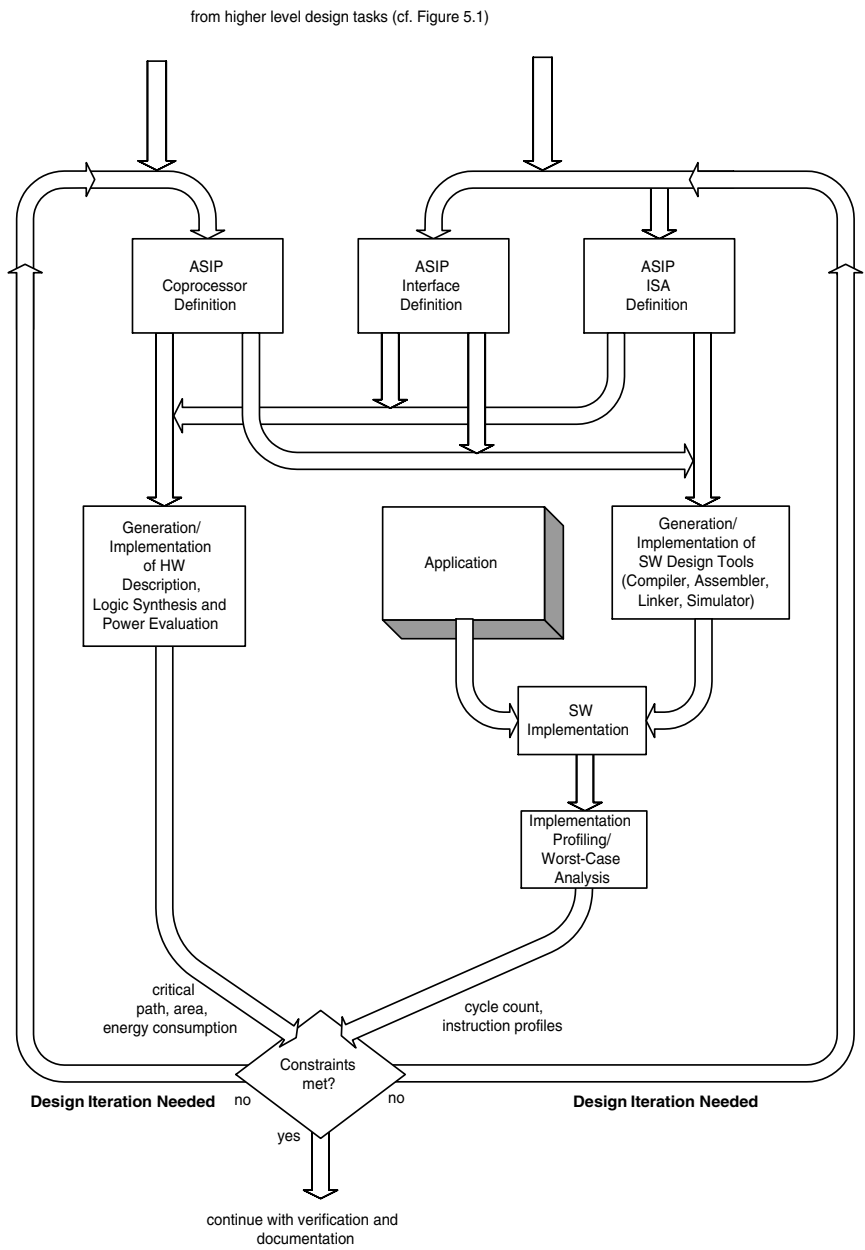 from higher level design tasks (cf. Figure 5.1)
ASIP
Coprocessor
Definition
ASIP
Interface
Definition
ASIP
ISA
Definition
Generation/
Implementation
of HW
Description,
Logic Synthesis and
Power Evaluation
Application
Generation/
Implementation of
SW Design Tools
(Compiler, Assembler,
Linker, Simulator)
SW
Implementation
Implementation
Profiling/
Worst-Case
Analysis
critical
path, area,
energy consumption
cycle count,
instruction profiles
Constraints
met?
Design Iteration Needed
no
no
Design Iteration Needed
yes
continue with verification and
documentation